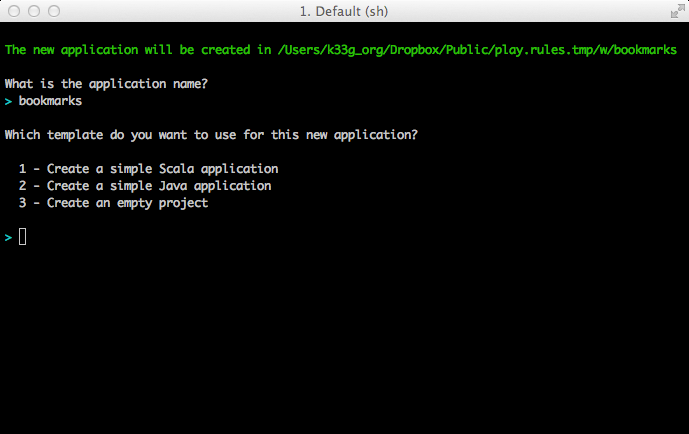 1. Default (sh)
The new application will be created in /Users/k33g_org/Dropbox/Public/play.rules.tmp/w/bookmarks
What is the application name?
> bookmarks
Which template do you want to use for this new application?
1 - Create a simple Scala application
2 - Create a simple Java application
3 - Create an empty project
>